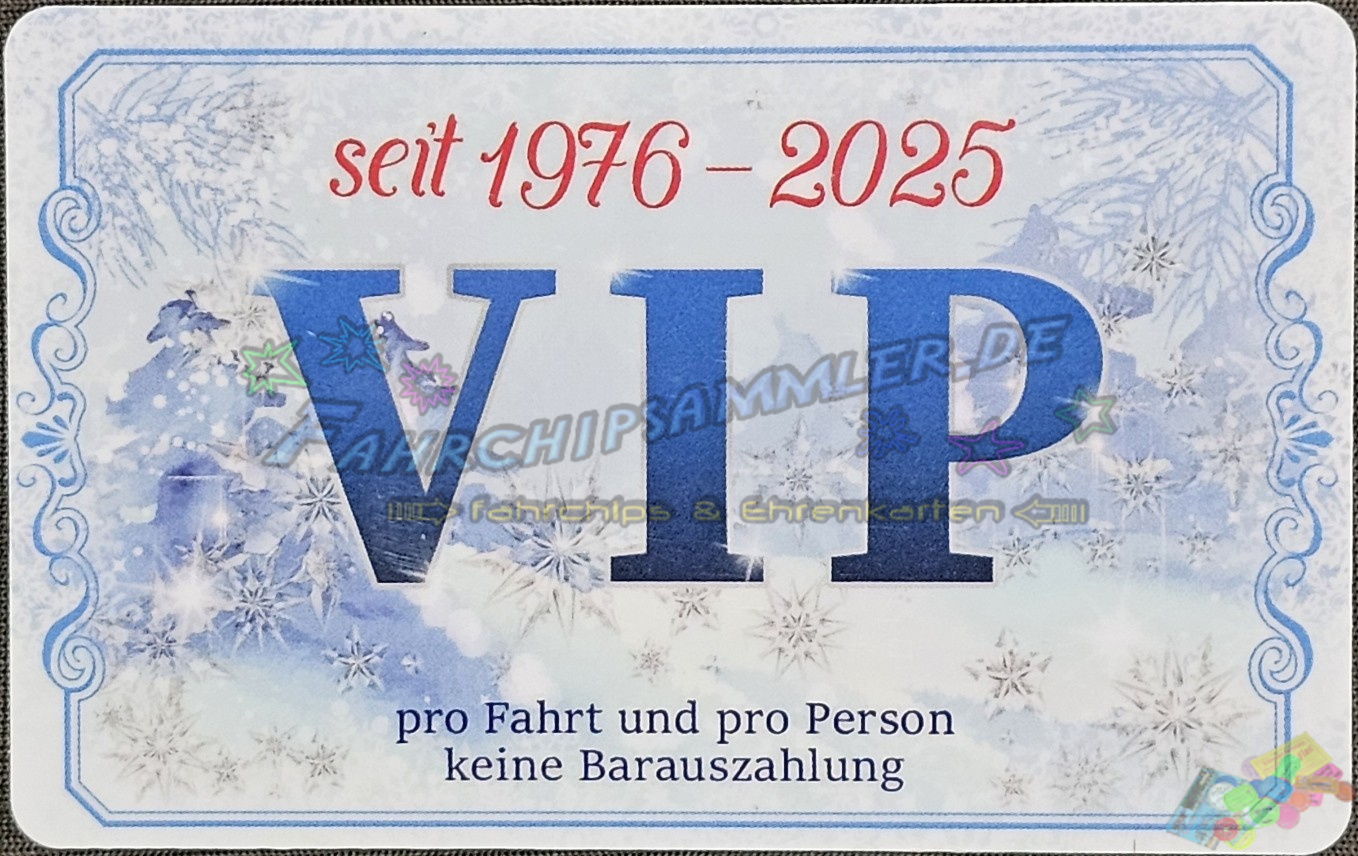 seit 1976 – 2025
VIP
FAHRCHIPSAMMLER.DE
Fahrchips & Ehrenkarten
pro Fahrt und pro Person
keine Barauszahlung